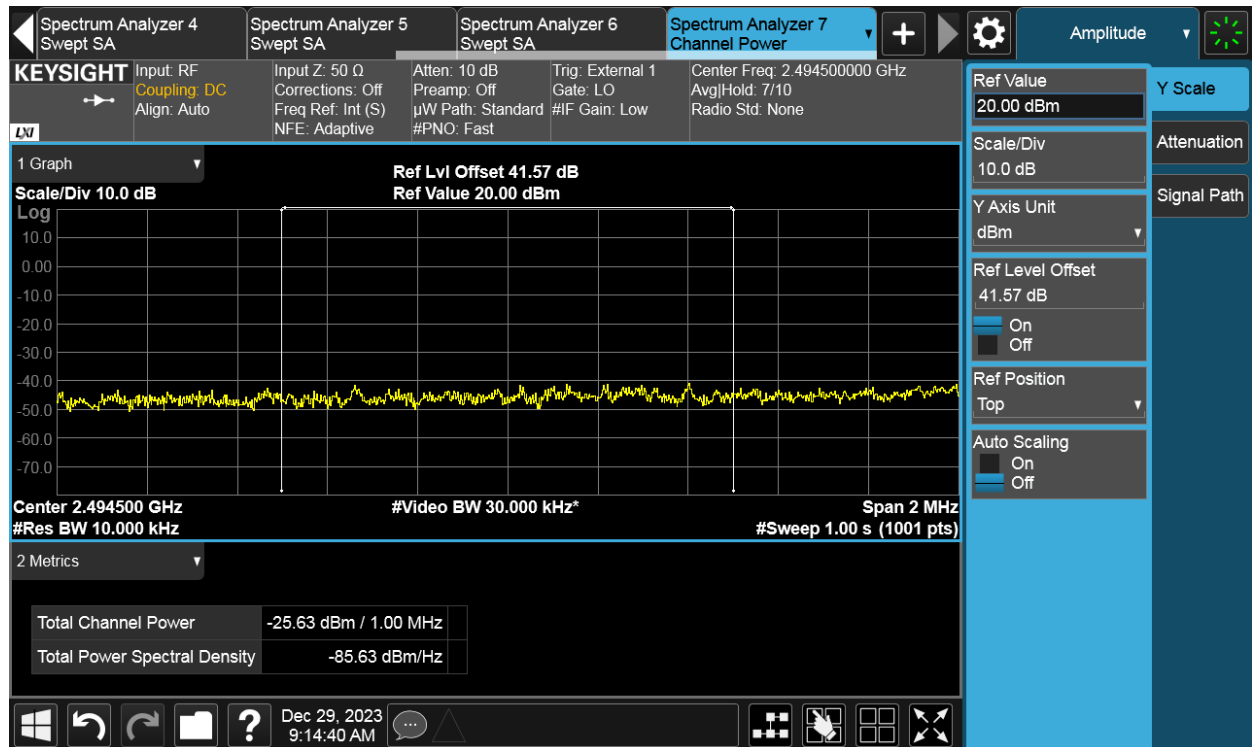 Spectrum Analyzer 4
Swept SA
Spectrum Analyzer 5
Swept SA
Spectrum Analyzer 6
Swept SA
Spectrum Analyzer 7
Channel Power
Amplitude
KEYSIGHT
LXI
Input: RF
Coupling: DC
Align: Auto
Input Z: 50 Ω
Corrections: Off
Freq Ref: Int (S)
NFE: Adaptive
Atten: 10 dB
Preamp: Off
µW Path: Standard
#PNO: Fast
Trig: External 1
Gate: LO
#IF Gain: Low
Center Freq: 2.494500000 GHz
Avg|Hold: 7/10
Radio Std: None
1 Graph
Scale/Div 10.0 dB
Ref Lvl Offset 41.57 dB
Ref Value 20.00 dBm
Log
10.0
0.00
-10.0
-20.0
-30.0
-40.0
-50.0
-60.0
-70.0
Center 2.494500 GHz
#Video BW 30.000 kHz*
Span 2 MHz
#Res BW 10.000 kHz
#Sweep 1.00 s (1001 pts)
2 Metrics
Total Channel Power
-25.63 dBm / 1.00 MHz
Total Power Spectral Density
-85.63 dBm/Hz
Dec 29, 2023
9:14:40 AM
Ref Value
20.00 dBm
Scale/Div
10.0 dB
Y Axis Unit
dBm
Ref Level Offset
41.57 dB
On
Off
Ref Position
Top
Auto Scaling
On
Off
Y Scale
Attenuation
Signal Path